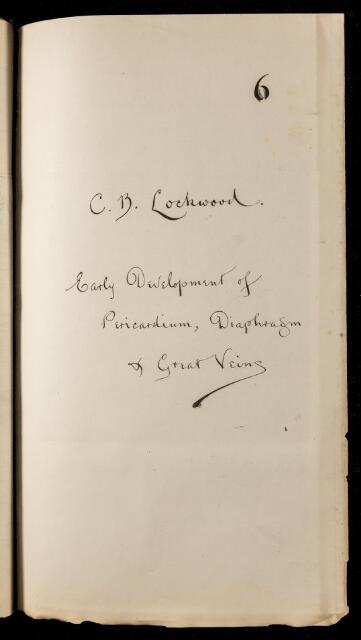 6
C. B. Lockwood.
Early Development of
Pericardium, Diaphragm
& Great Veins